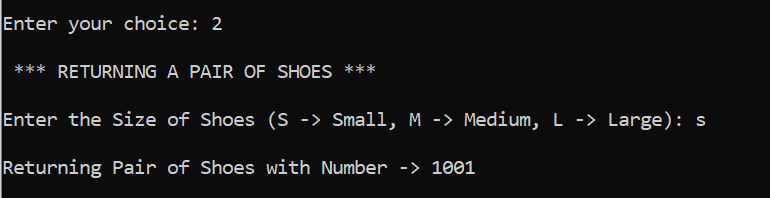 Enter your choice: 2
*** RETURNING A PAIR OF SHOES ***
Enter the Size of Shoes (S -> Small, M -> Medium, L -> Large): s
Returning Pair of Shoes with Number -> 1001